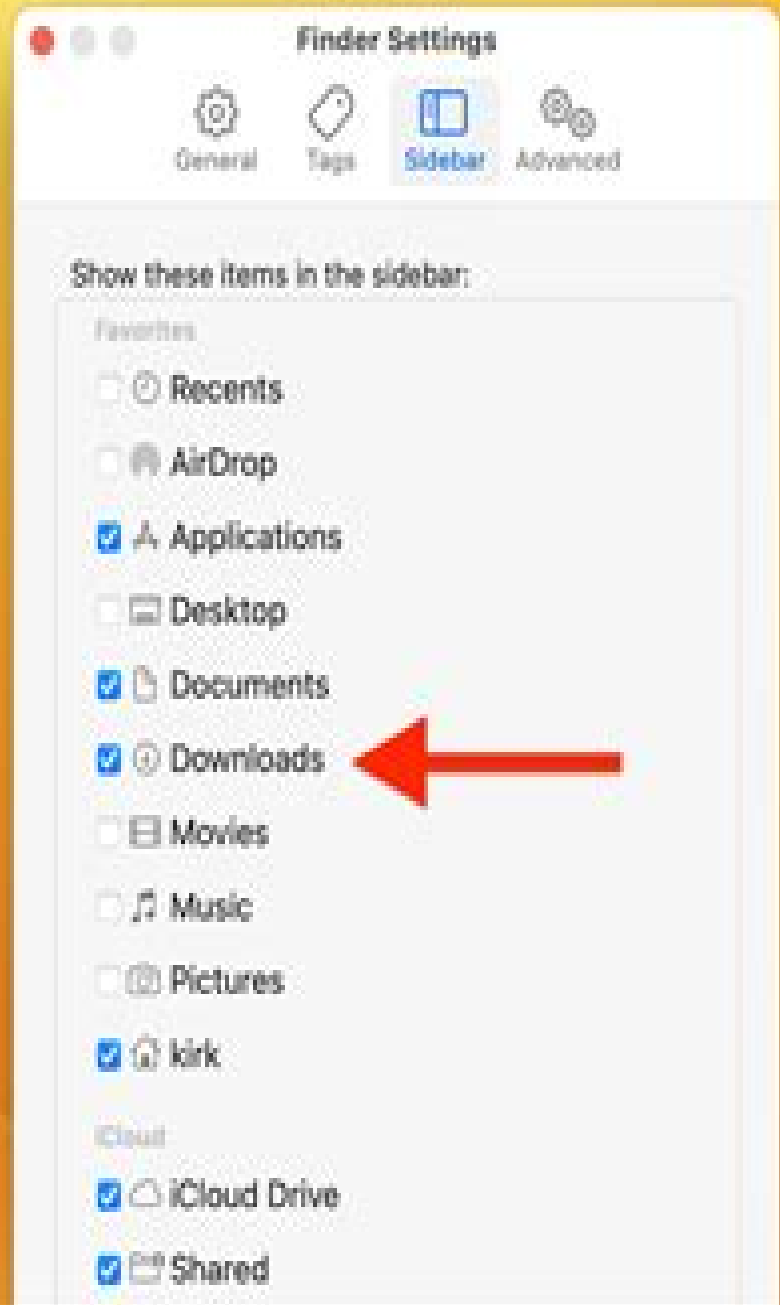 Finder Settings
General Tags Sidebar Advanced
Show these items in the sidebar:
Favorites
Recents
AirDrop
Applications
Desktop
Documents
Downloads
Movies
Music
Pictures
kirk
iCloud
iCloud Drive
Shared